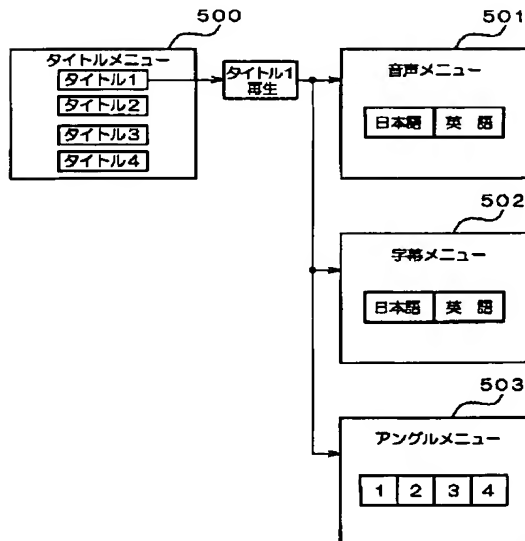 500
タイトルメニュー
タイトル1
タイトル2
タイトル3
タイトル4
タイトル1
再生
501
音声メニュー
日本語 英語
502
字幕メニュー
日本語 英語
503
アングルメニュー
1 2 3 4